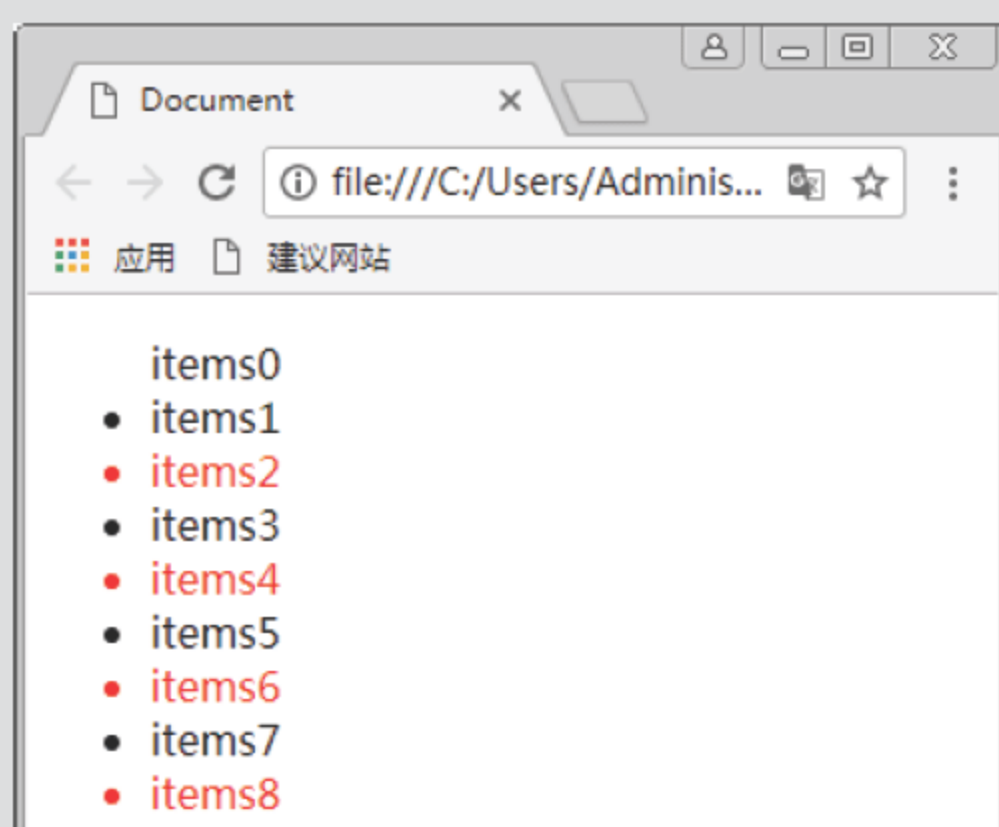 Document
file:///C:/Users/Adminis...
应用 建议网站
items0
items1
items2
items3
items4
items5
items6
items7
items8